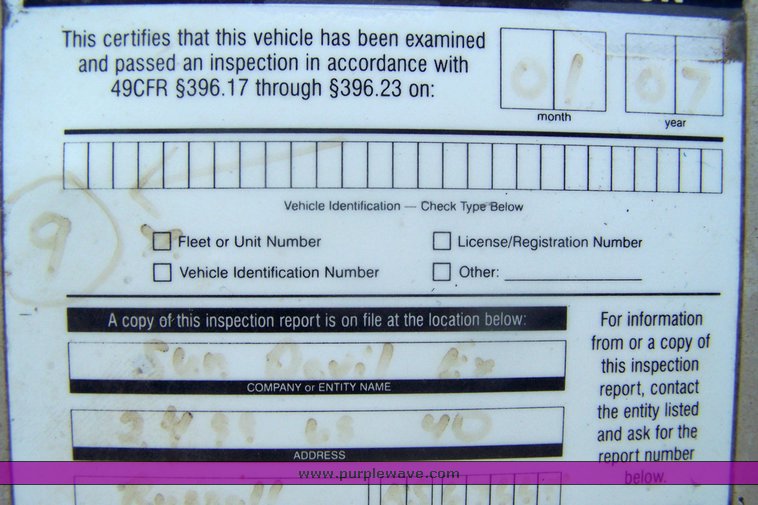 This certifies that this vehicle has been examined
and passed an inspection in accordance with
49CFR §396.17 through §396.23 on:
01 07
month year
Vehicle Identification — Check Type Below
9
Fleet or Unit Number
License/Registration Number
Vehicle Identification Number
Other:
A copy of this inspection report is on file at the location below:
Sun Devil
COMPANY or ENTITY NAME
40
ADDRESS
Russell
For information
from or a copy of
this inspection
report, contact
the entity listed
and ask for the
report number
below.
www.purplewave.com